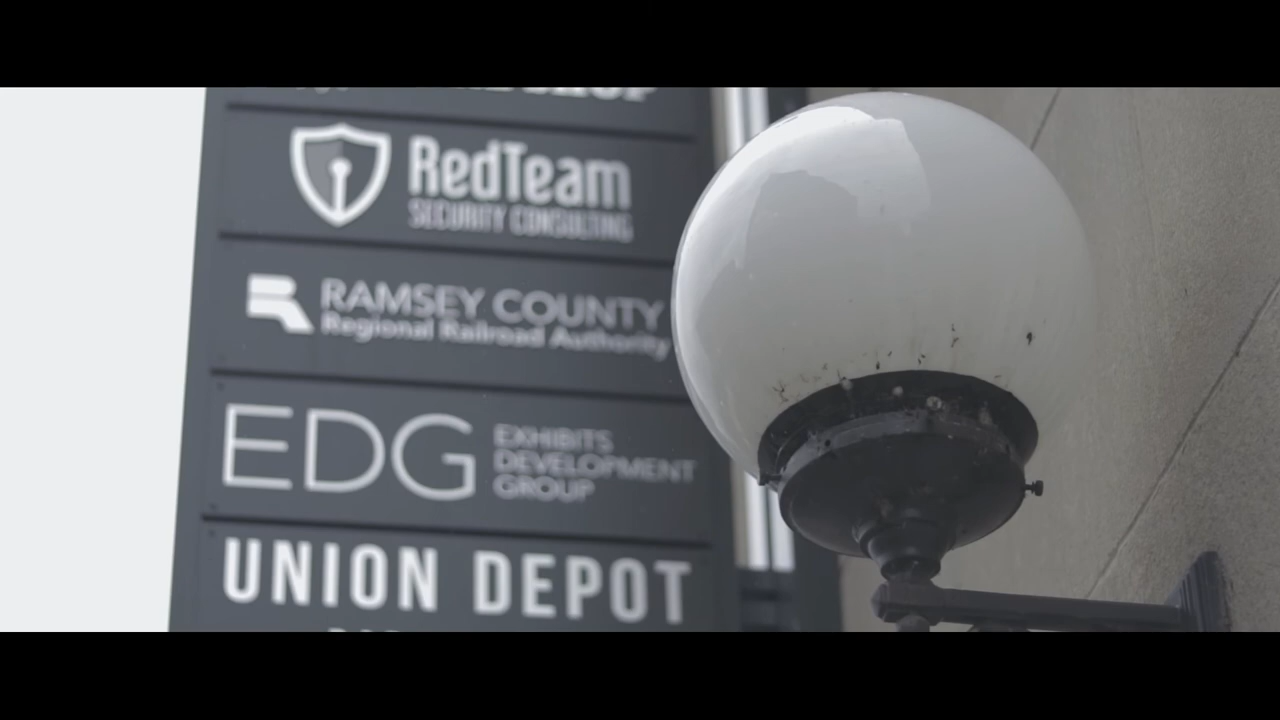 RedTeam
SECURITY CONSULTING
RAMSEY COUNTY
Regional Railroad Authority
EDG
EXHIBITS
DEVELOPMENT
GROUP
UNION DEPOT